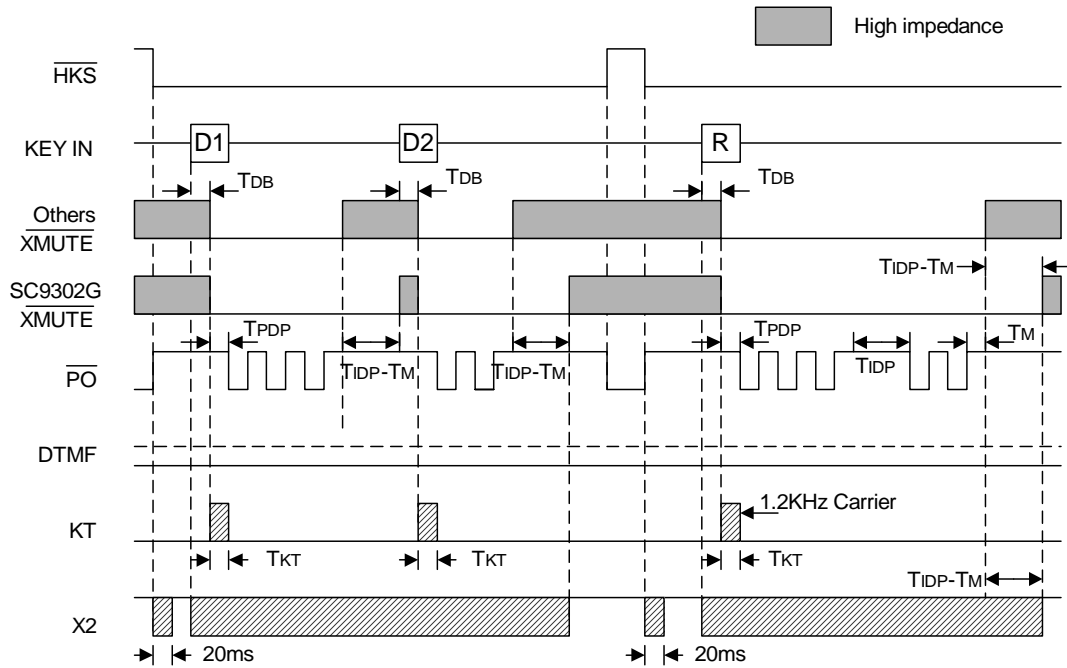 High impedance
HKS
KEY IN
D1
D2
R
TDB
TDB
TDB
Others
XMUTE
TIDP-TM
SC9302G
XMUTE
TPDP
TPDP
TM
PO
TIDP-TM
TIDP-TM
TIDP
DTMF
KT
1.2KHz Carrier
TKT
TKT
TKT
TIDP-TM
X2
20ms
20ms